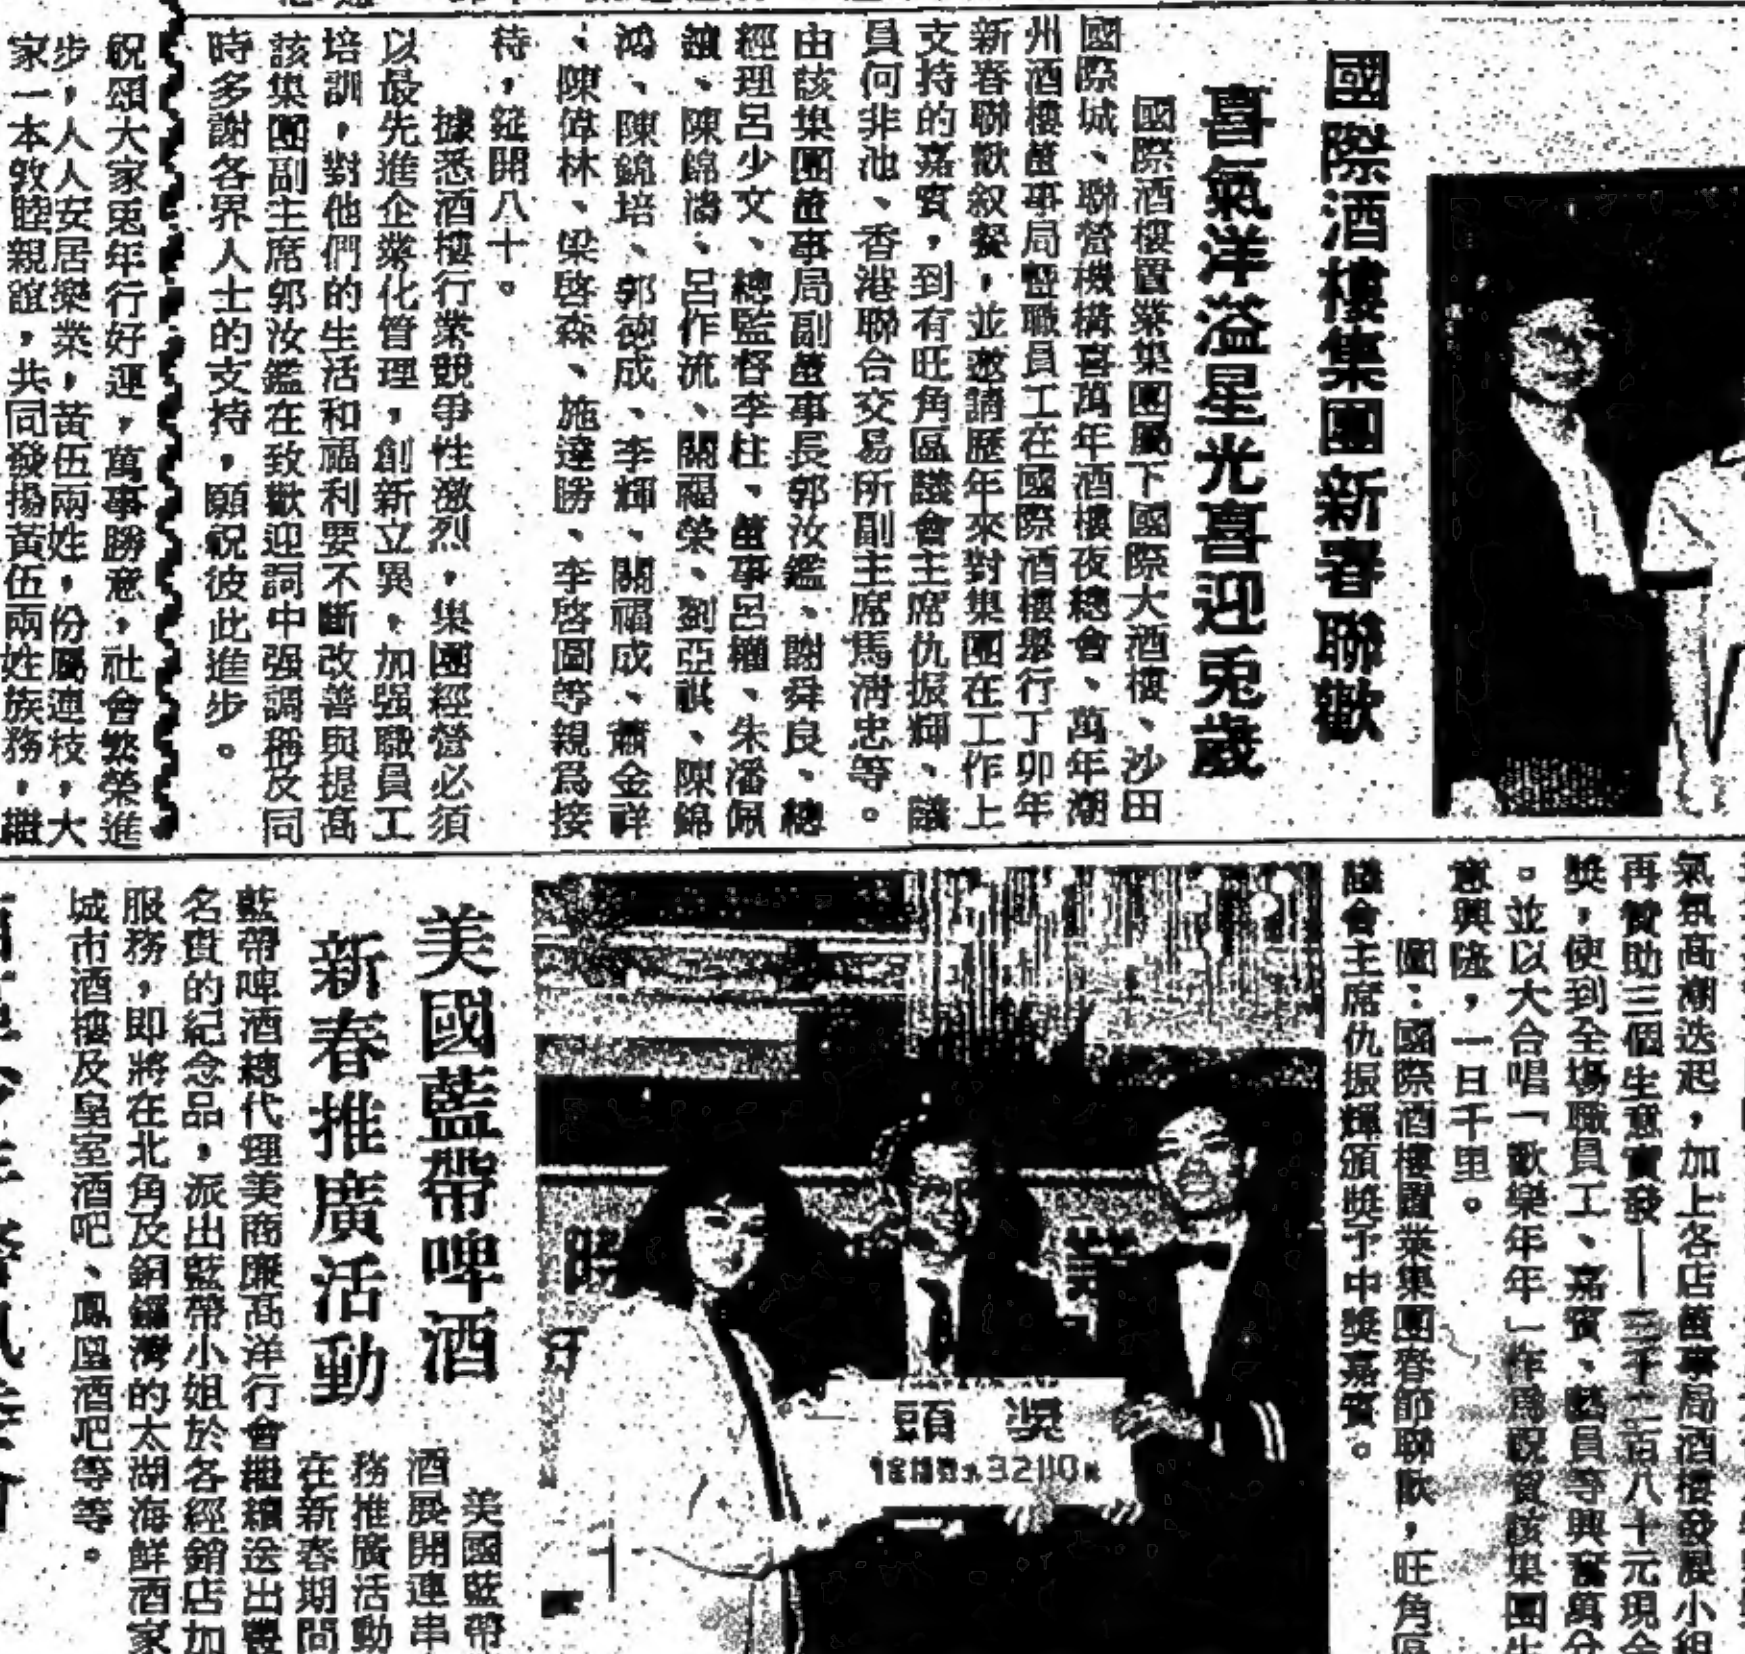 國際酒樓集團新春聯歡
喜氣洋溢星光喜迎兎歲
國際酒樓置業集團屬下國際大酒樓、沙田
國際城、聯營機構喜萬年酒樓夜總會、萬年潮
州酒樓董事局暨職員工在國際酒樓舉行丁卯年
新春聯歡叙餐，並邀請歷年來對集團在工作上
支持的嘉賓，到有旺角區議會主席仇振輝、議
員何非池、香港聯合交易所副主席馬淸忠等。
由該集團董事局副董事長郭汝鑑、謝舜良、總
經理呂少文、總監督李柱、董事呂權、朱潘佩
、陳錦濤、呂作流、關福榮、劉亞祺、陳錦
鴻、陳錦培、郭德成、李輝、關福成、蕭金祥
、陳偉林、梁啓森、施達勝、李啓圖等親爲接
待，筵開八十。
據悉酒樓行業競爭性激烈，集團經營必須
以最先進企業化管理，創新立異，加强職員工
培訓，對他們的生活和福利要不斷改善與提高
該集團副主席郭汝鑑在致歡迎詞中强調稱及同
時多謝各界人士的支持，願祝彼此進步。
祝頌大家兎年行好運，萬事勝意，社會繁榮進
步，人人安居樂業，黃伍兩姓，份屬連枝，大
家一本敦睦親誼，共同發揚黃伍兩姓族務，繼
氣氛高潮迭起，加上各店董事局酒樓發展小組
再贊助三個生意實發——三千二百八十元現金
獎，使到全塲職員工、嘉賓、藝員等興奮萬分
。並以大合唱「歡樂年年」作爲祝賀該集團生
意興隆，一日千里。
圖：國際酒樓置業集團春節聯歡，旺角區
議會主席仇振輝頒獎予中獎嘉賓。
頭獎
美國藍帶啤酒
新春推廣活動
美國藍帶
酒展開連串
務推廣活動
在新春期間
藍帶啤酒總代理美商廉高洋行會繼續送出豐
名貴的紀念品，派出藍帶小姐於各經銷店加
服務，即將在北角及銅鑼灣的太湖海鮮酒家
城市酒樓及皇室酒吧、鳳凰酒吧等等。